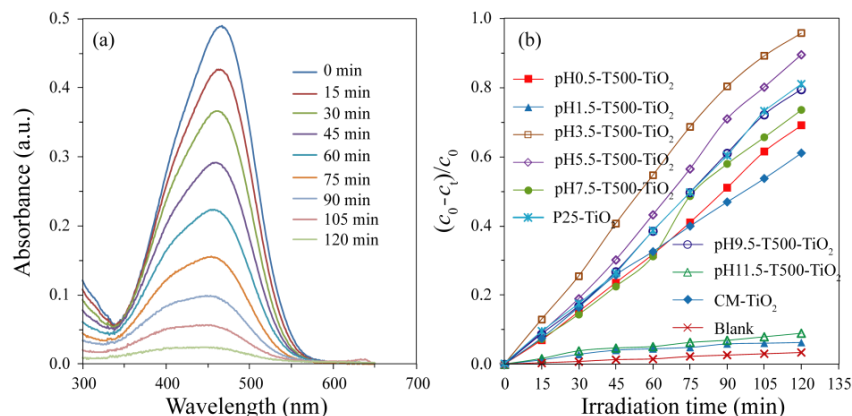 (a)
0.5
0.4
0.3
0.2
0.1
0.0
Absorbance (a.u.)
300
400
500
600
700
Wavelength (nm)
0 min
15 min
30 min
45 min
60 min
75 min
90 min
105 min
120 min
(b)
1.0
0.8
0.6
0.4
0.2
0.0
(c₀-cₜ)/c₀
0
15
30
45
60
75
90
105
120
135
Irradiation time (min)
pH0.5-T500-TiO₂
pH1.5-T500-TiO₂
pH3.5-T500-TiO₂
pH5.5-T500-TiO₂
pH7.5-T500-TiO₂
P25-TiO
pH9.5-T500-TiO₂
pH11.5-T500-TiO₂
CM-TiO₂
Blank